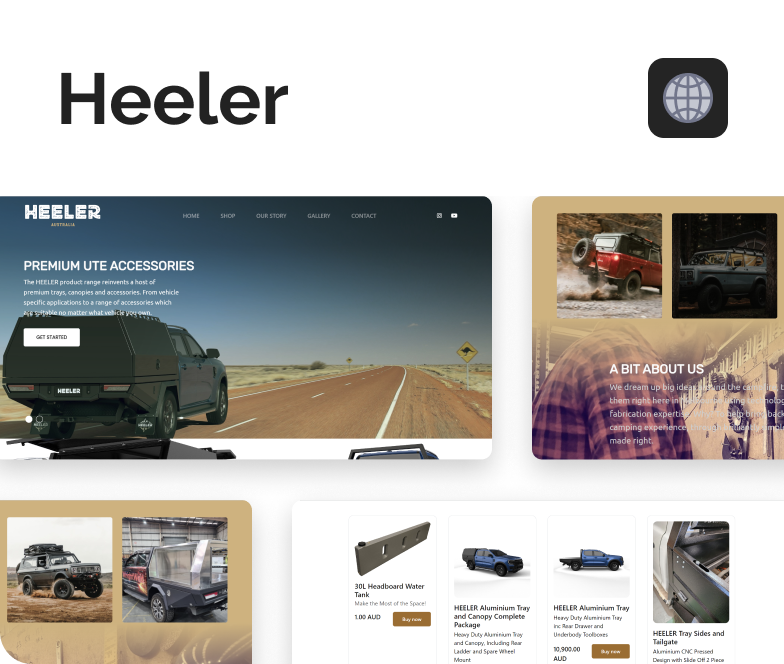 Heeler
HEELER
AUSTRALIA
HOME SHOP OUR STORY GALLERY CONTACT
PREMIUM UTE ACCESSORIES
The HEELER product range reinvents a host of
premium trays, canopies and accessories. From vehicle
specific applications to a range of accessories which
are suitable no matter what vehicle you own.
GET STARTED
HEELER
A BIT ABOUT US
We dream up big ideas around the
them right here in
fabrication expertise
camping experience,
made right.
30L Headboard Water
Tank
Make the Most of the Space!
1.00 AUD
Buy now
HEELER Aluminium Tray
and Canopy Complete
Package
Heavy Duty Aluminium Tray
and Canopy, Including Rear
Ladder and Spare Wheel
Mount
HEELER Aluminium Tray
Heavy Duty Aluminium Tray
inc Rear Drawer and
Underbody Toolboxes
10,900.00
AUD
Buy now
HEELER Tray Sides and
Tailgate
Aluminium CNC Pressed
Design with Slide Off 2 Piece